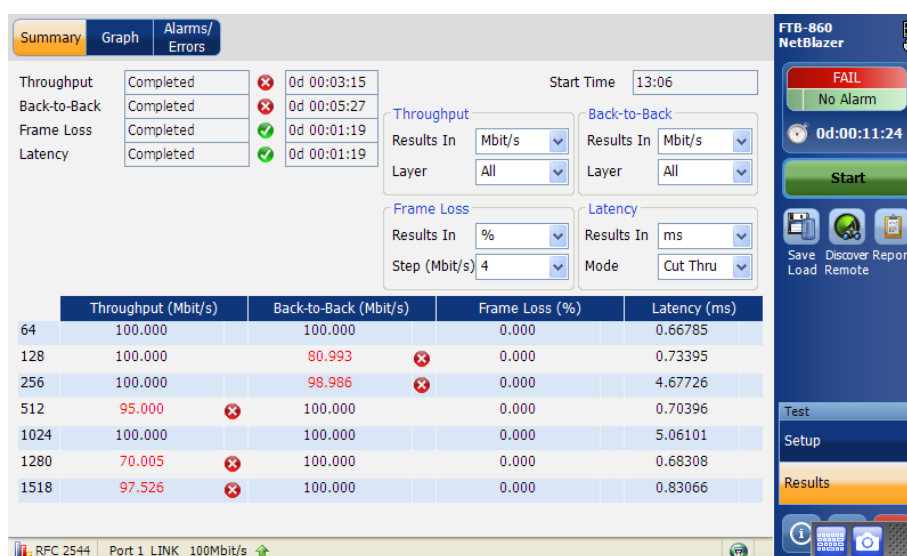 Summary Graph Alarms/ Errors
FTB-860
NetBlazer
Throughput Completed 0d 00:03:15 Start Time 13:06
Back-to-Back Completed 0d 00:05:27
Frame Loss Completed 0d 00:01:19
Latency Completed 0d 00:01:19
Throughput
Results In Mbit/s
Layer All
Back-to-Back
Results In Mbit/s
Layer All
Frame Loss
Results In %
Step (Mbit/s) 4
Latency
Results In ms
Mode Cut Thru
FAIL
No Alarm
0d:00:11:24
Start
Save Discover Repor
Load Remote
Throughput (Mbit/s) Back-to-Back (Mbit/s) Frame Loss (%) Latency (ms)
64 100.000 100.000 0.000 0.66785
128 100.000 80.993 0.000 0.73395
256 100.000 98.986 0.000 4.67726
512 95.000 100.000 0.000 0.70396
1024 100.000 100.000 0.000 5.06101
1280 70.005 100.000 0.000 0.68308
1518 97.526 100.000 0.000 0.83066
Test
Setup
Results
RFC 2544 Port 1 LINK 100Mbit/s